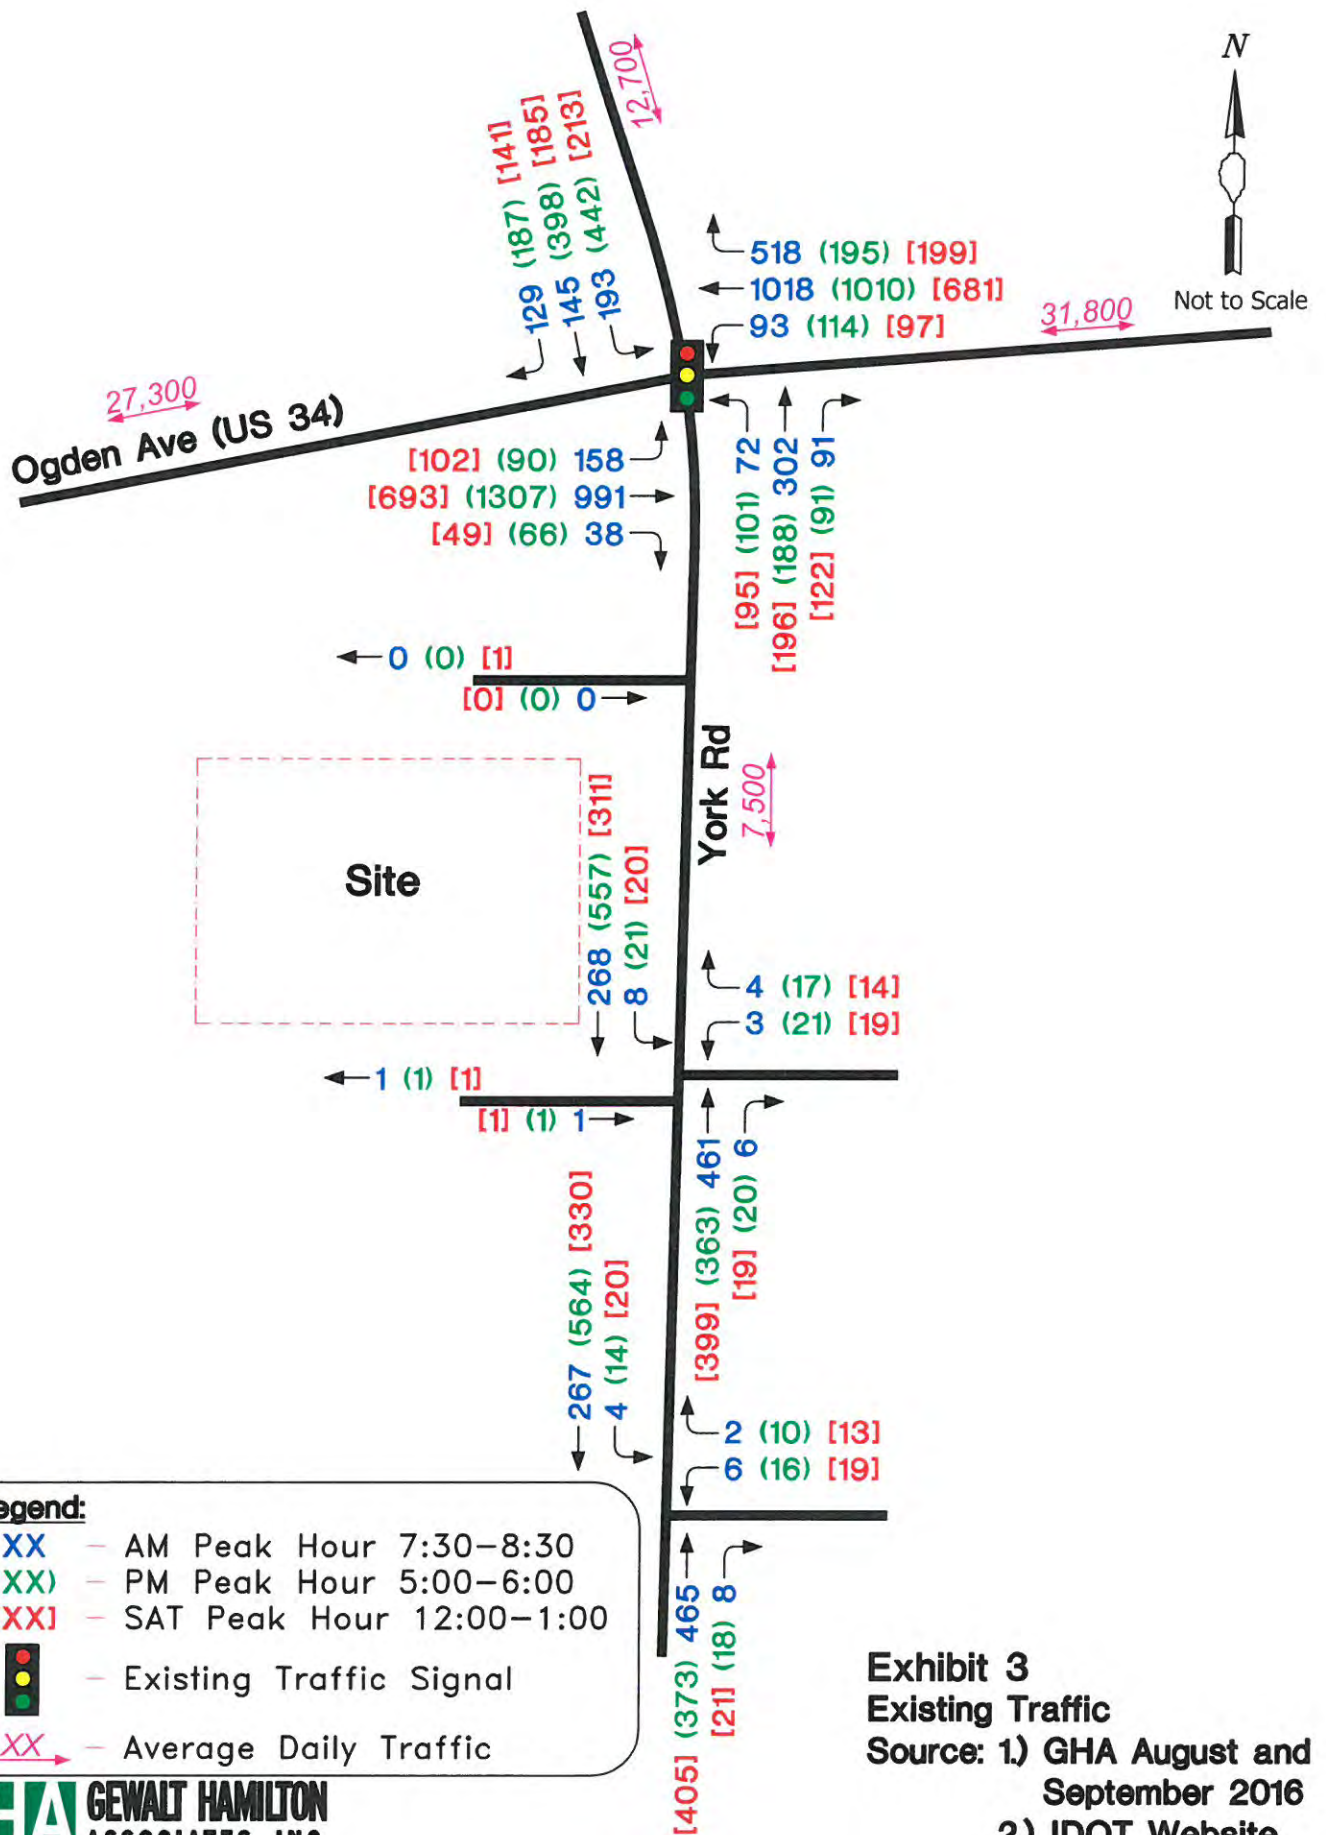 N
Not to Scale
12,700
129 (187) [141]
145 (398) [185]
193 (442) [213]
518 (195) [199]
1018 (1010) [681]
93 (114) [97]
31,800
27,300
Ogden Ave (US 34)
[102] (90) 158
[693] (1307) 991
[49] (66) 38
[95] (101) 72
[196] (188) 302
[122] (91) 91
0 (0) [1]
[0] (0) 0
York Rd
7,500
Site
268 (557) [311]
8 (21) [20]
4 (17) [14]
3 (21) [19]
1 (1) [1]
[1] (1) 1
[399] (363) 461
[19] (20) 6
267 (564) [330]
4 (14) [20]
2 (10) [13]
6 (16) [19]
[405] (373) 465
[21] (18) 8
egend:
XX - AM Peak Hour 7:30-8:30
XX) - PM Peak Hour 5:00-6:00
XX] - SAT Peak Hour 12:00-1:00
- Existing Traffic Signal
XX - Average Daily Traffic
HA GEWALT HAMILTON
ASSOCIATES, INC.
Exhibit 3
Existing Traffic
Source: 1.) GHA August and
September 2016
2.) IDOT Website